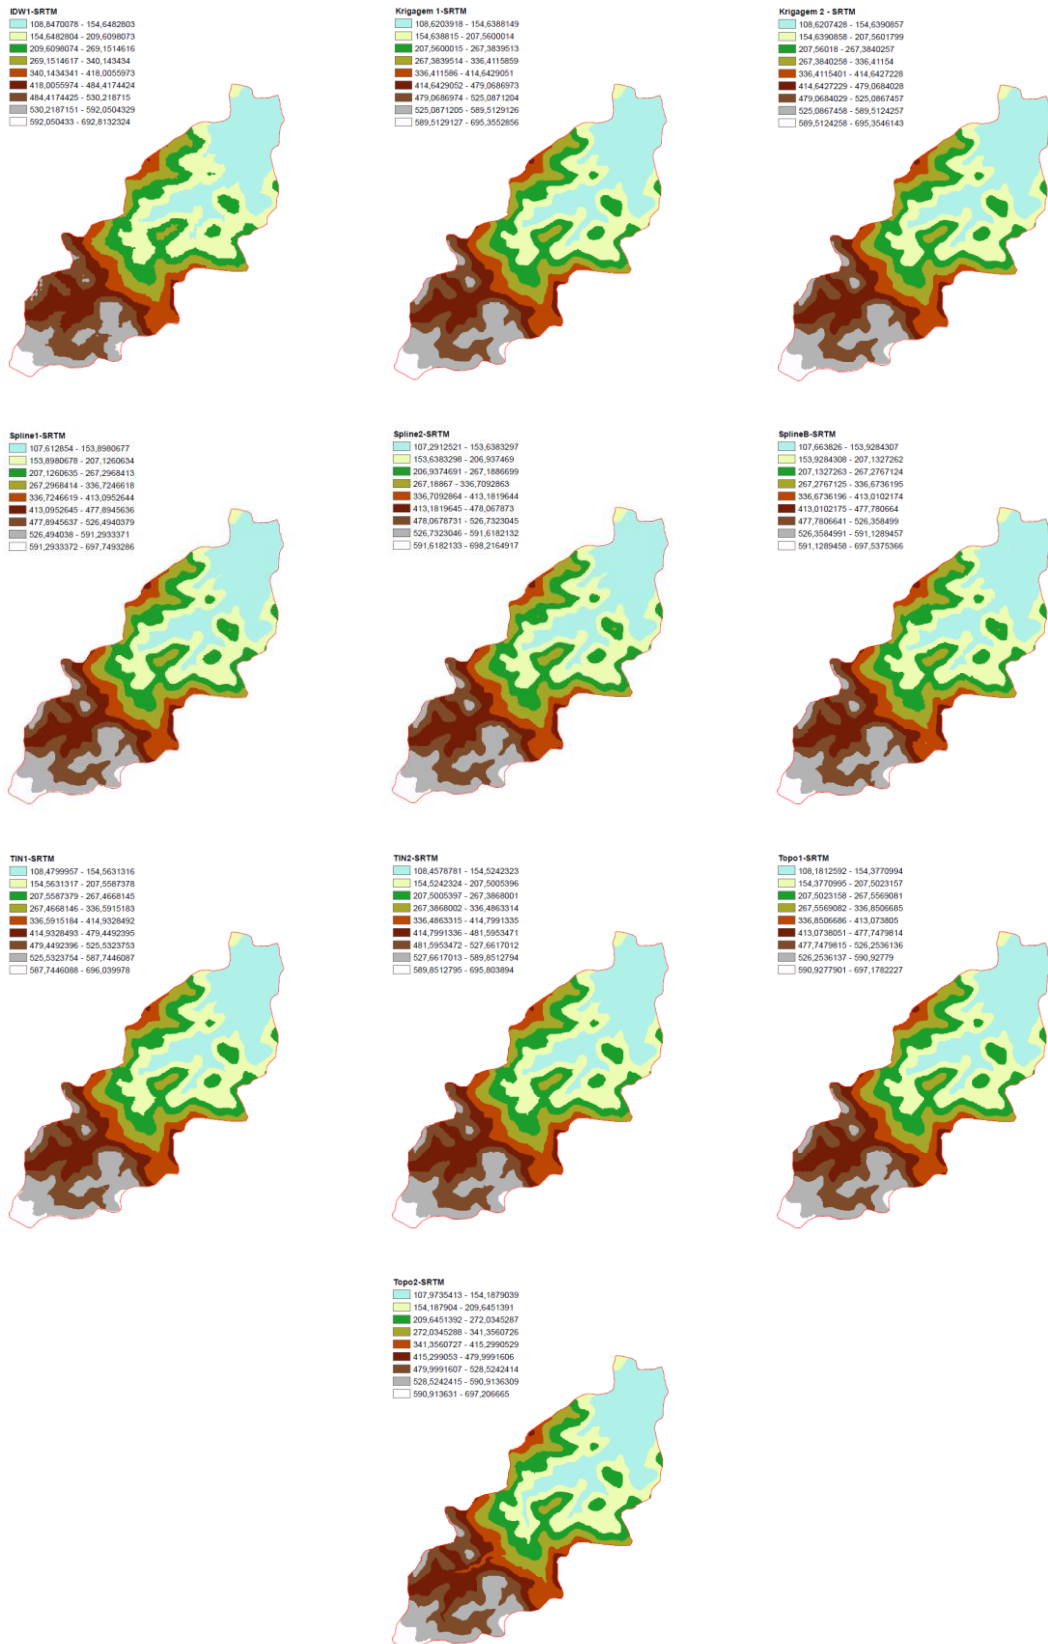 IDW1-SRTM
108,8470078 - 154,6482803
154,6482804 - 209,6098073
209,6098074 - 269,1514616
269,1514617 - 340,143434
340,1434341 - 418,0055973
418,0055974 - 484,4174424
484,4174425 - 530,218715
530,2187151 - 592,0504329
592,050433 - 692,8132324
Krigagem 1-SRTM
108,6203918 - 154,6388149
154,638815 - 207,5600014
207,5600015 - 267,3839513
267,3839514 - 336,4115859
336,411586 - 414,6429051
414,6429052 - 479,0686973
479,0686974 - 525,0871204
525,0871205 - 589,5129126
589,5129127 - 695,3552856
Krigagem 2 - SRTM
108,6207428 - 154,6390857
154,6390858 - 207,5601799
207,56018 - 267,3840257
267,3840258 - 336,41154
336,4115401 - 414,6427228
414,6427229 - 479,0684028
479,0684029 - 525,0867457
525,0867458 - 589,5124257
589,5124258 - 695,3546143
Spline1-SRTM
107,612854 - 153,8980677
153,8980678 - 207,1260634
207,1260635 - 267,2968413
267,2968414 - 336,7246618
336,7246619 - 413,0952644
413,0952645 - 477,8945636
477,8945637 - 526,4940379
526,494038 - 591,2933371
591,2933372 - 697,7493286
Spline2-SRTM
107,2912521 - 153,6383297
153,6383298 - 206,937469
206,9374691 - 267,1886699
267,18867 - 336,7092863
336,7092864 - 413,1819644
413,1819645 - 478,067873
478,0678731 - 526,7323045
526,7323046 - 591,6182132
591,6182133 - 698,2164917
SplineB-SRTM
107,663826 - 153,9284307
153,9284308 - 207,1327262
207,1327263 - 267,2767124
267,2767125 - 336,6736195
336,6736196 - 413,0102174
413,0102175 - 477,780664
477,7806641 - 526,358499
526,3584991 - 591,1289457
591,1289458 - 697,5375366
TIN1-SRTM
108,4799957 - 154,5631316
154,5631317 - 207,5587378
207,5587379 - 267,4668145
267,4668146 - 336,5915183
336,5915184 - 414,9328492
414,9328493 - 479,4492395
479,4492396 - 525,5323753
525,5323754 - 587,7446087
587,7446088 - 696,039978
TIN2-SRTM
108,4578781 - 154,5242323
154,5242324 - 207,5005396
207,5005397 - 267,3868001
267,3868002 - 336,4863314
336,4863315 - 414,7991335
414,7991336 - 481,5953471
481,5953472 - 527,6617012
527,6617013 - 589,8512794
589,8512795 - 695,803894
Topo1-SRTM
108,1812592 - 154,3770994
154,3770995 - 207,5023157
207,5023158 - 267,5569081
267,5569082 - 336,8506685
336,8506686 - 413,073805
413,0738051 - 477,7479814
477,7479815 - 526,2536136
526,2536137 - 590,92779
590,9277901 - 697,1782227
Topo2-SRTM
107,9735413 - 154,1879039
154,187904 - 209,6451391
209,6451392 - 272,0345287
272,0345288 - 341,3560726
341,3560727 - 415,2990529
415,299053 - 479,9991606
479,9991607 - 528,5242414
528,5242415 - 590,9136309
590,913631 - 697,206665